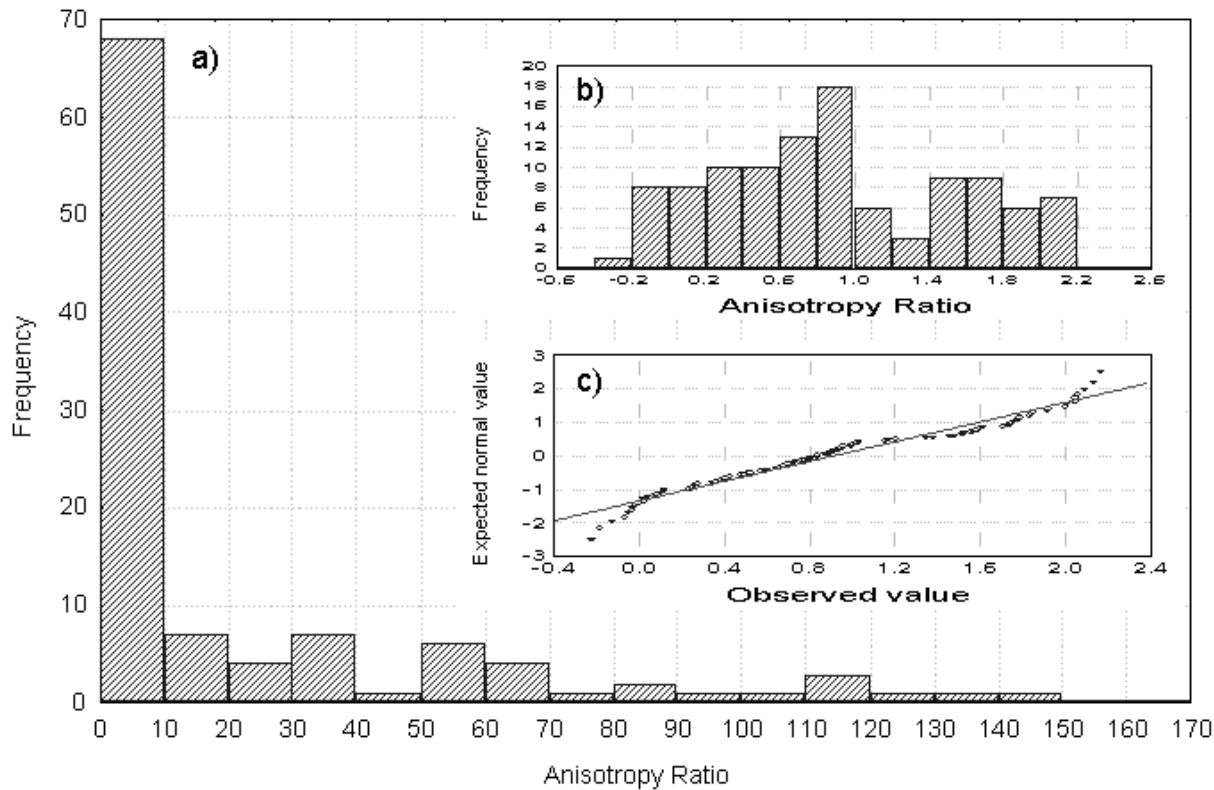 70
60
50
40
30
20
10
0
Frequency
a)
0 10 20 30 40 50 60 70 80 90 100 110 120 130 140 150 160 170
Anisotropy Ratio
b)
20
18
16
14
12
10
8
6
4
2
0
Frequency
-0.6 -0.2 0.2 0.6 1.0 1.4 1.8 2.2 2.6
Anisotropy Ratio
c)
3
2
1
0
-1
-2
-3
Expected normal value
-0.4 0.0 0.4 0.8 1.2 1.6 2.0 2.4
Observed value